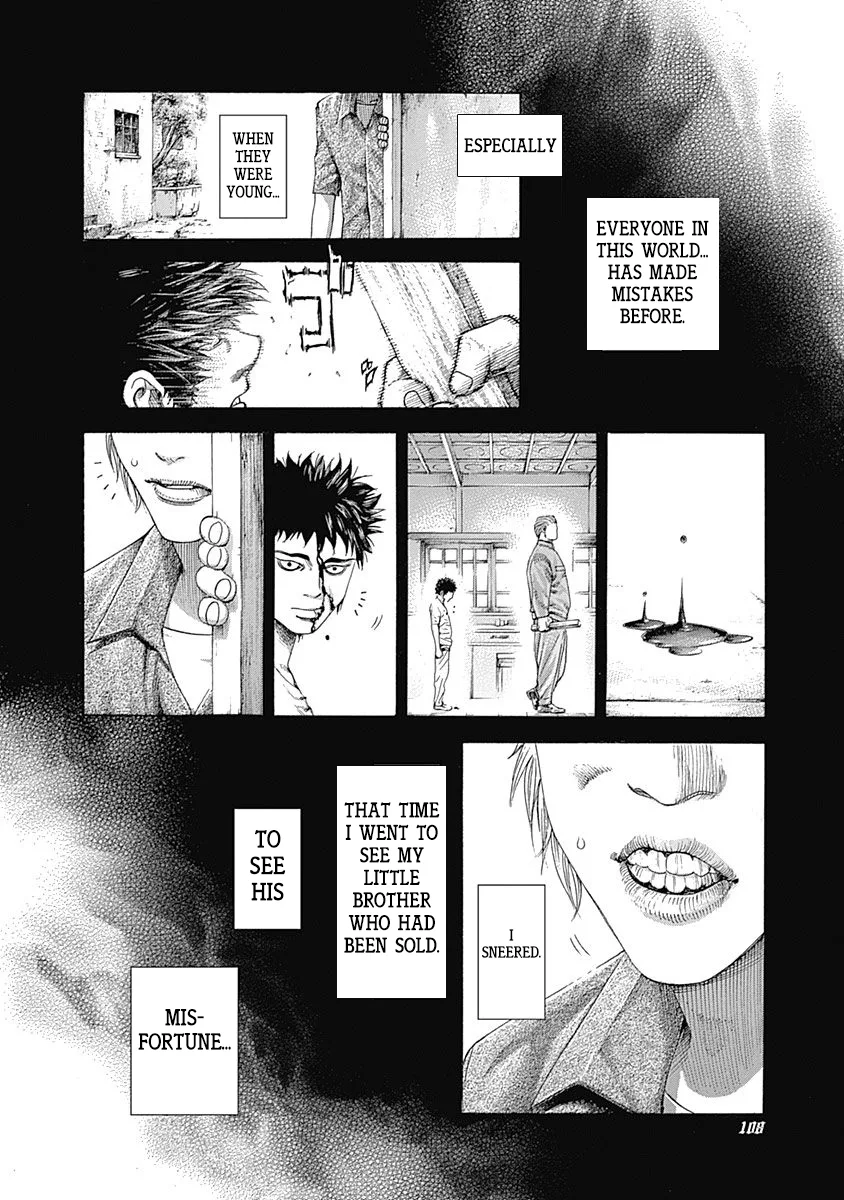 EVERYONE IN
THIS WORLD...
HAS MADE
MISTAKES
BEFORE.
ESPECIALLY
WHEN
THEY
WERE
YOUNG...
THAT TIME
I WENT TO
SEE MY
LITTLE
BROTHER
WHO HAD
BEEN SOLD.
TO
SEE
HIS
MIS-
FORTUNE...
I
SNEERED.
108